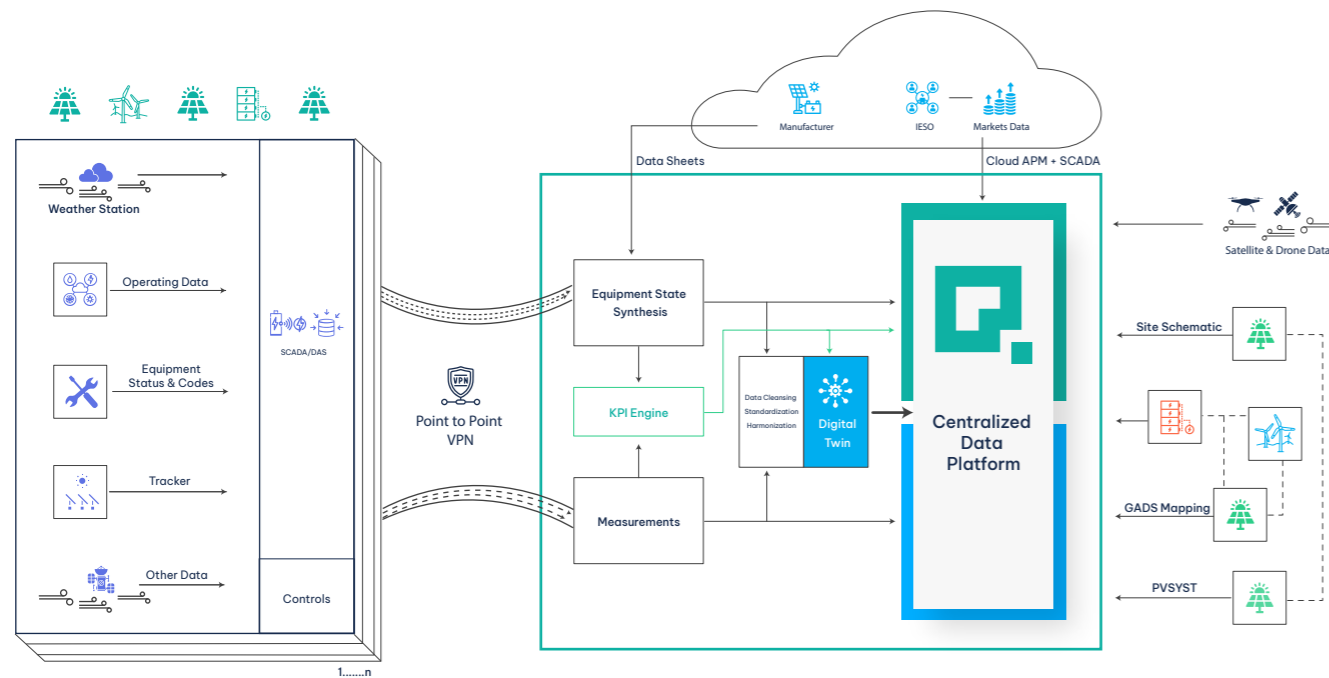 Manufacturer
IESO
Markets Data
Data Sheets
Cloud APM + SCADA
Weather Station
Operating Data
Equipment
Status & Codes
Tracker
Other Data
SCADA/DAS
Controls
1.......n
VPN
Point to Point
VPN
Equipment State
Synthesis
KPI Engine
Measurements
Data Cleansing
Standardization
Harmonization
Digital
Twin
Centralized
Data
Platform
Satellite & Drone Data
Site Schematic
GADS Mapping
PVSYST